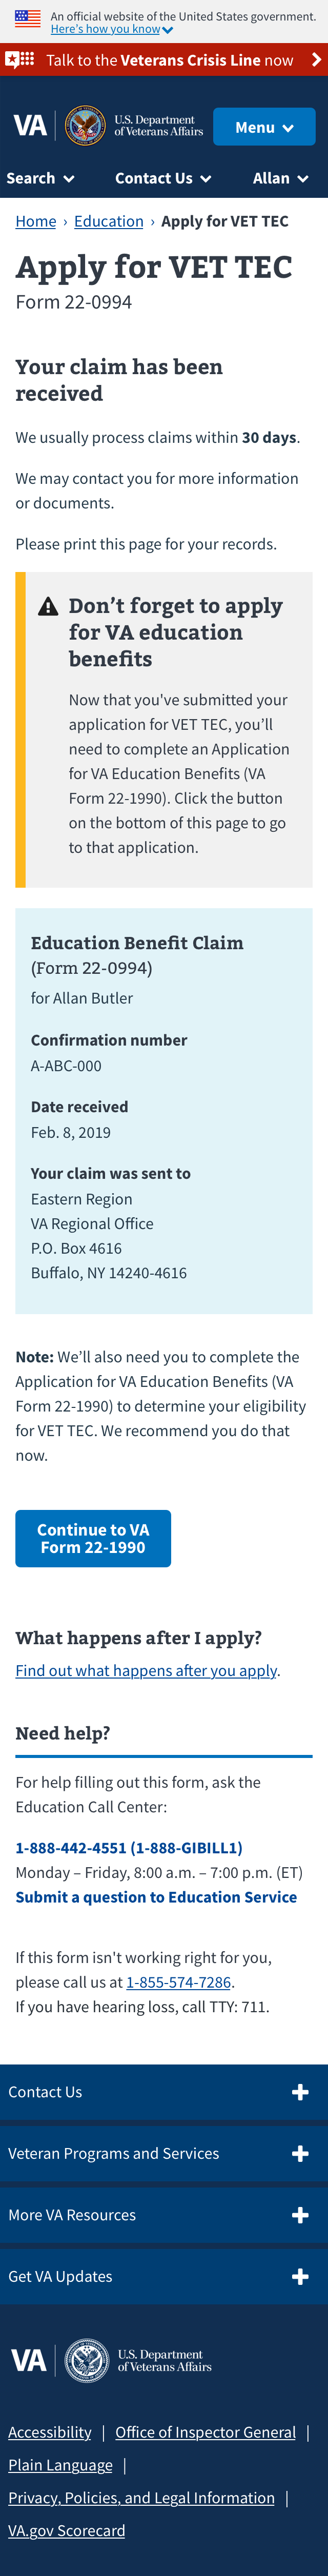 An official website of the United States government.
Here's how you know
Talk to the Veterans Crisis Line now
VA
U.S. Department
of Veterans Affairs
Menu
Search
Contact Us
Allan
Home › Education › Apply for VET TEC
Apply for VET TEC
Form 22-0994
Your claim has been
received
We usually process claims within 30 days.
We may contact you for more information
or documents.
Please print this page for your records.
Don’t forget to apply
for VA education
benefits
Now that you've submitted your
application for VET TEC, you’ll
need to complete an Application
for VA Education Benefits (VA
Form 22-1990). Click the button
on the bottom of this page to go
to that application.
Education Benefit Claim
(Form 22-0994)
for Allan Butler
Confirmation number
A-ABC-000
Date received
Feb. 8, 2019
Your claim was sent to
Eastern Region
VA Regional Office
P.O. Box 4616
Buffalo, NY 14240-4616
Note: We’ll also need you to complete the
Application for VA Education Benefits (VA
Form 22-1990) to determine your eligibility
for VET TEC. We recommend you do that
now.
Continue to VA
Form 22-1990
What happens after I apply?
Find out what happens after you apply.
Need help?
For help filling out this form, ask the
Education Call Center:
1-888-442-4551 (1-888-GIBILL1)
Monday – Friday, 8:00 a.m. – 7:00 p.m. (ET)
Submit a question to Education Service
If this form isn't working right for you,
please call us at 1-855-574-7286.
If you have hearing loss, call TTY: 711.
Contact Us
Veteran Programs and Services
More VA Resources
Get VA Updates
VA
U.S. Department
of Veterans Affairs
Accessibility | Office of Inspector General |
Plain Language |
Privacy, Policies, and Legal Information |
VA.gov Scorecard